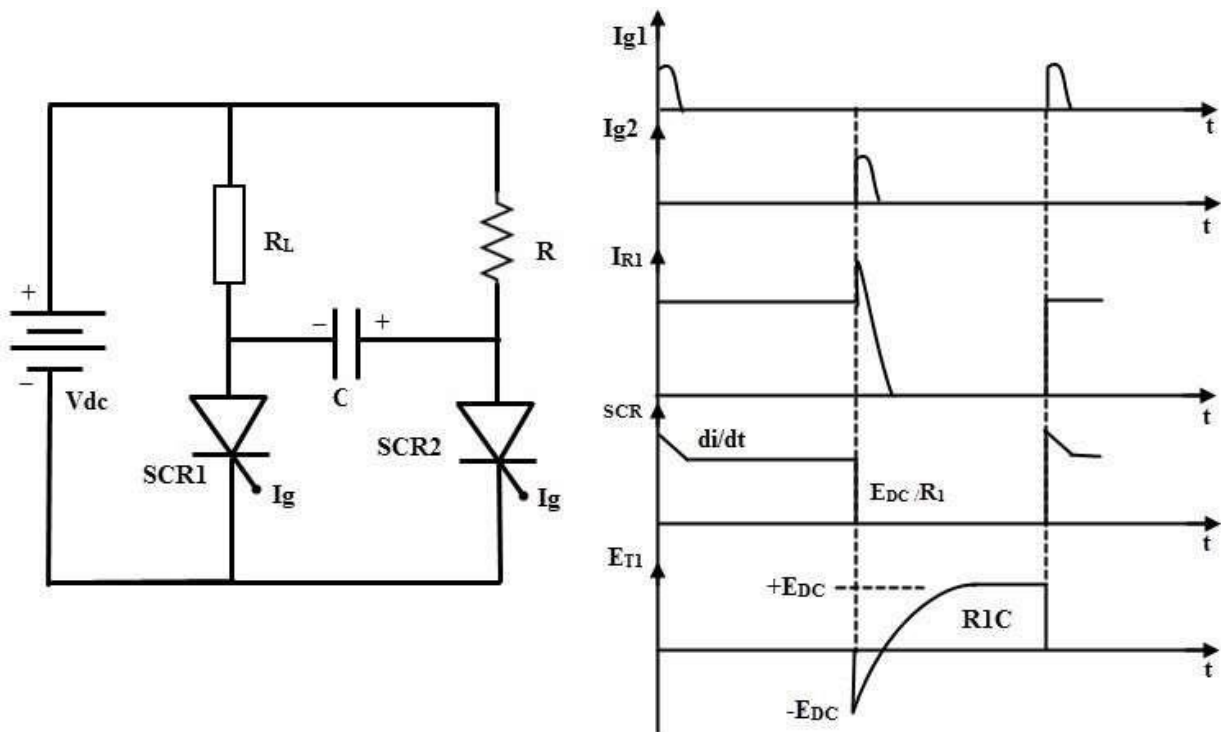 +
–
Vdc
RL
R
–
+
C
SCR1
SCR2
Ig
Ig
Ig1
t
Ig2
t
IR1
t
SCR
di/dt
EDC /R1
t
ET1
+EDC
R1C
t
-EDC